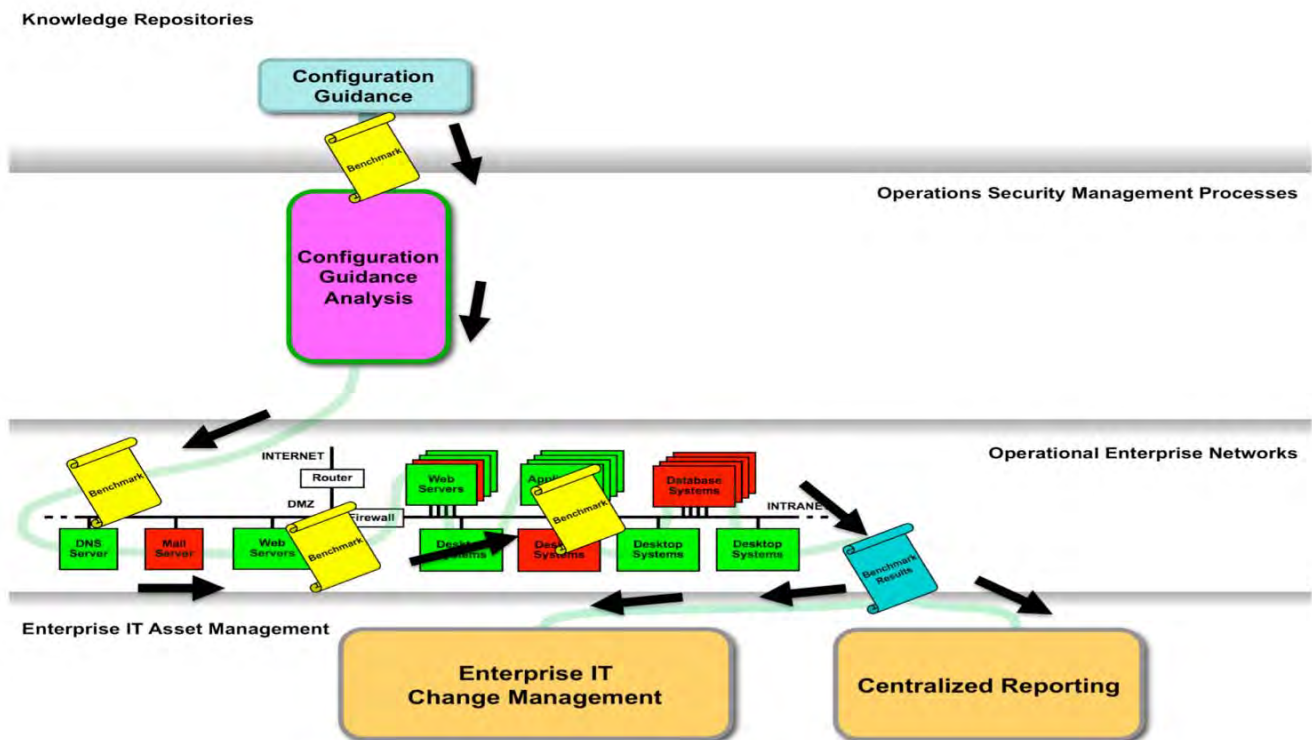 Knowledge Repositories
Configuration
Guidance
Benchmark
Operations Security Management Processes
Configuration
Guidance
Analysis
Operational Enterprise Networks
INTERNET
Router
Web
Servers
Database
Systems
Benchmark
Benchmark
DMZ
Firewall
INTRANE
DNS
Server
Mail
Server
Web
Servers
Benchmark
Desktop
Systems
Desktop
Systems
Desktop
Systems
Desktop
Systems
Benchmark
Results
Enterprise IT Asset Management
Enterprise IT
Change Management
Centralized Reporting